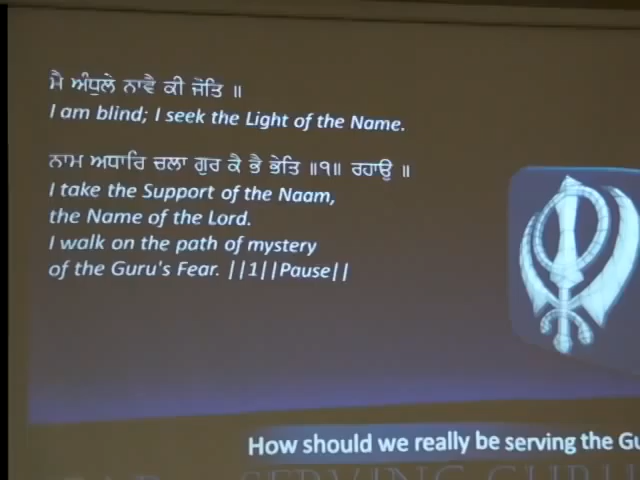 ਮੈ ਅੰਧੁਲੇ ਨਾਵੈ ਕੀ ਜੋਤਿ ॥
I am blind; I seek the Light of the Name.
ਨਾਮ ਅਧਾਰਿ ਚਲਾ ਗੁਰ ਕੈ ਭੈ ਭੇਤਿ ॥੧॥ ਰਹਾਉ ॥
I take the Support of the Naam,
the Name of the Lord.
I walk on the path of mystery
of the Guru's Fear. ||1||Pause||
How should we really be serving the Gu
SERVING GURU